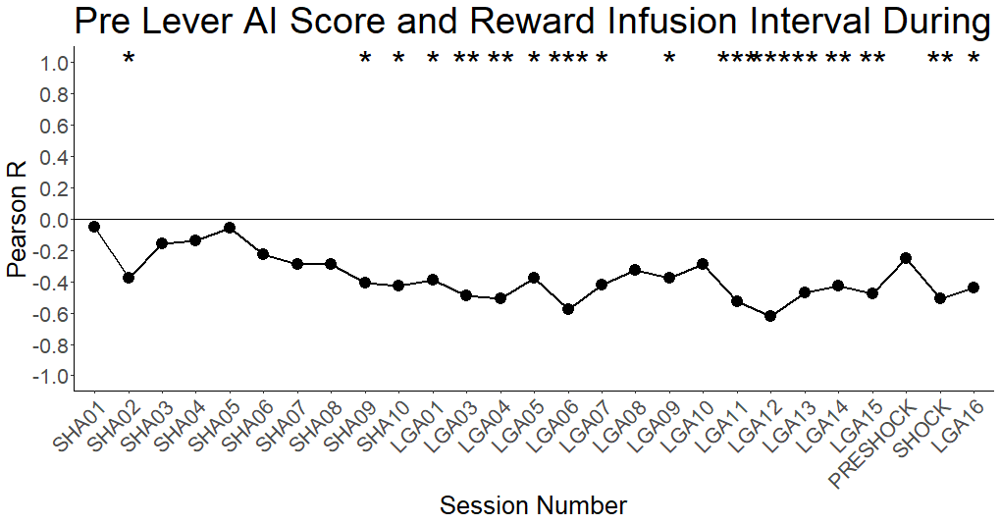 Pre Lever AI Score and Reward Infusion Interval During
* * * * ** ** * *** * * *** **** ** ** ** ** *
1.0
0.8
0.6
0.4
0.2
0.0
-0.2
-0.4
-0.6
-0.8
-1.0
Pearson R
SHA01
SHA02
SHA03
SHA04
SHA05
SHA06
SHA07
SHA08
SHA09
SHA10
LGA01
LGA03
LGA04
LGA05
LGA06
LGA07
LGA08
LGA09
LGA10
LGA11
LGA12
LGA13
LGA14
LGA15
PRESHOCK
SHOCK
LGA16
Session Number